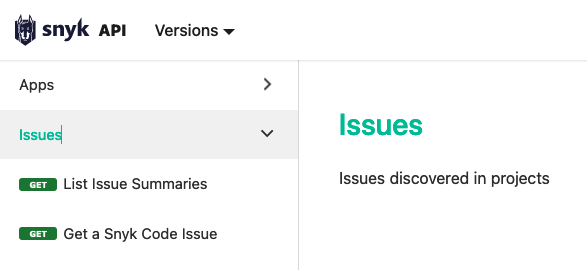 snyk API Versions
Apps
Issues
GET List Issue Summaries
GET Get a Snyk Code Issue
Issues
Issues discovered in projects